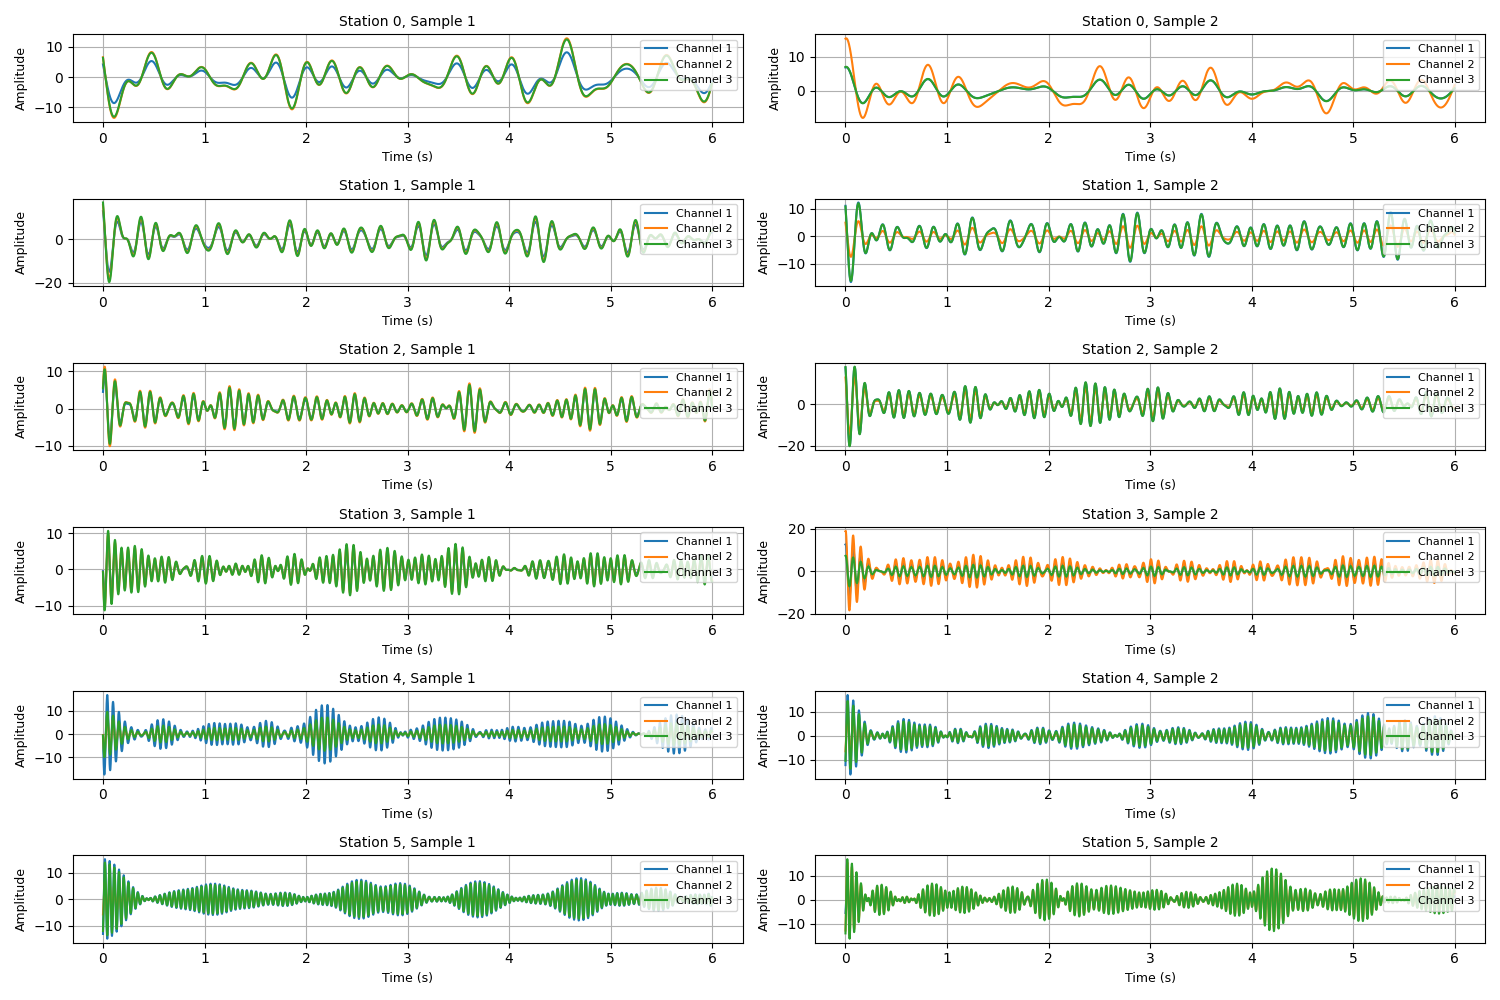 Station 0, Sample 1
Amplitude
10
0
−10
Channel 1
Channel 2
Channel 3
0 1 2 3 4 5 6
Time (s)
Station 0, Sample 2
Amplitude
10
0
Channel 1
Channel 2
Channel 3
0 1 2 3 4 5 6
Time (s)
Station 1, Sample 1
Amplitude
0
−20
Channel 1
Channel 2
Channel 3
0 1 2 3 4 5 6
Time (s)
Station 1, Sample 2
Amplitude
10
0
−10
Channel 1
Channel 2
Channel 3
0 1 2 3 4 5 6
Time (s)
Station 2, Sample 1
Amplitude
10
0
−10
Channel 1
Channel 2
Channel 3
0 1 2 3 4 5 6
Time (s)
Station 2, Sample 2
Amplitude
0
−20
Channel 1
Channel 2
Channel 3
0 1 2 3 4 5 6
Time (s)
Station 3, Sample 1
Amplitude
10
0
−10
Channel 1
Channel 2
Channel 3
0 1 2 3 4 5 6
Time (s)
Station 3, Sample 2
Amplitude
20
0
−20
Channel 1
Channel 2
Channel 3
0 1 2 3 4 5 6
Time (s)
Station 4, Sample 1
Amplitude
10
0
−10
Channel 1
Channel 2
Channel 3
0 1 2 3 4 5 6
Time (s)
Station 4, Sample 2
Amplitude
10
0
−10
Channel 1
Channel 2
Channel 3
0 1 2 3 4 5 6
Time (s)
Station 5, Sample 1
Amplitude
10
0
−10
Channel 1
Channel 2
Channel 3
0 1 2 3 4 5 6
Time (s)
Station 5, Sample 2
Amplitude
10
0
−10
Channel 1
Channel 2
Channel 3
0 1 2 3 4 5 6
Time (s)